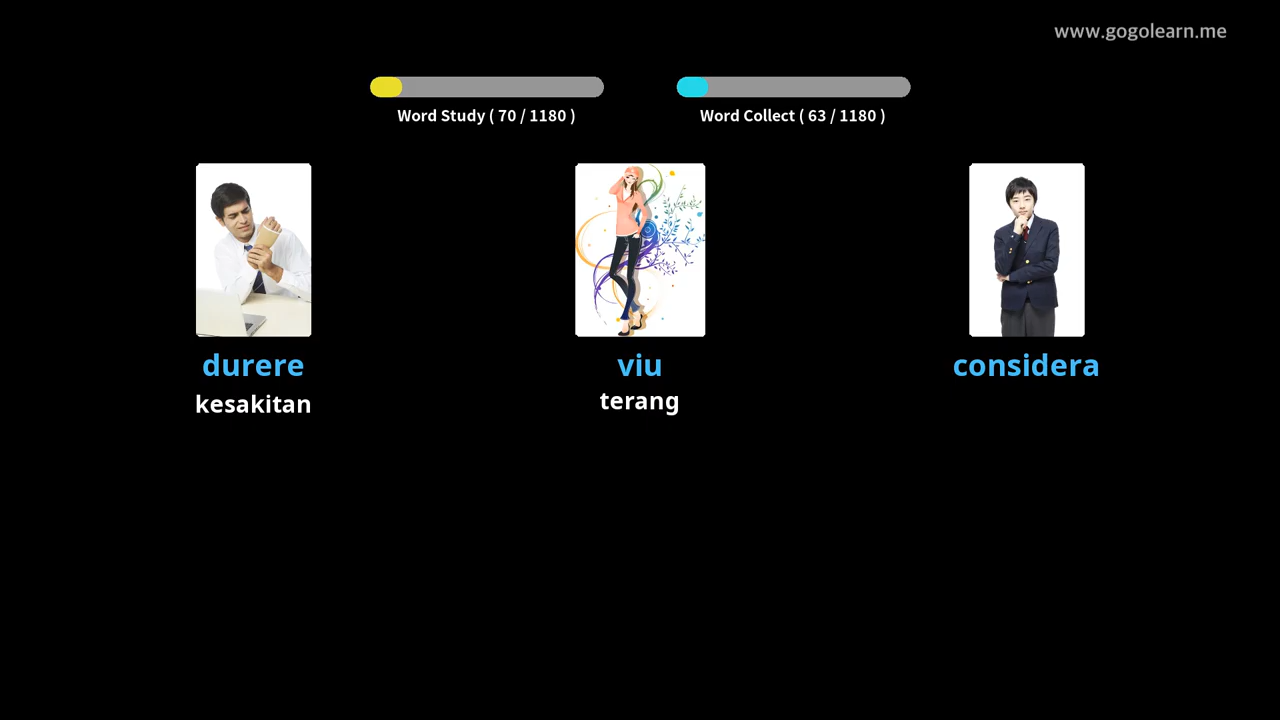 www.gogolearn.me
Word Study ( 70 / 1180 )
Word Collect ( 63 / 1180 )
durere
kesakitan
viu
terang
considera